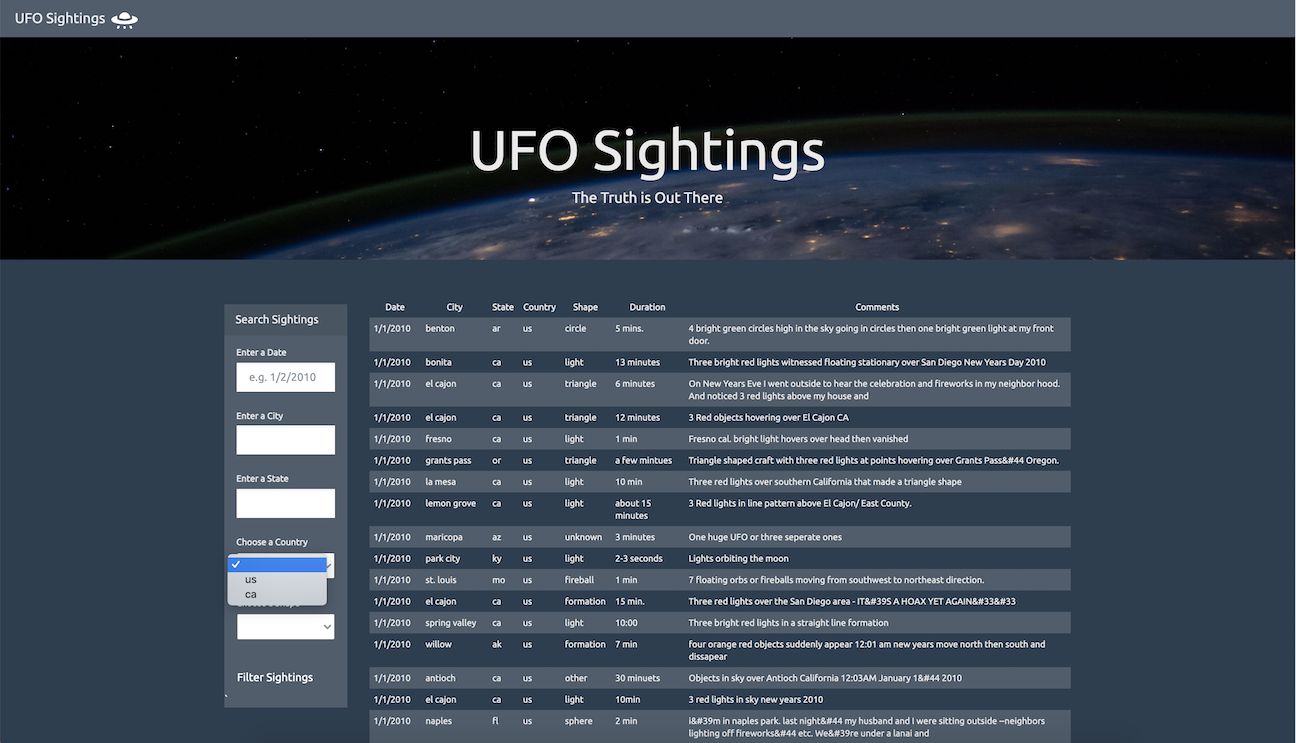 UFO Sightings
UFO Sightings
The Truth is Out There
Search Sightings
Enter a Date
e.g. 1/2/2010
Enter a City
Enter a State
Choose a Country
us
ca
Filter Sightings
Date City State Country Shape Duration Comments
1/1/2010 benton ar us circle 5 mins. 4 bright green circles high in the sky going in circles then one bright green light at my front
door.
1/1/2010 bonita ca us light 13 minutes Three bright red lights witnessed floating stationary over San Diego New Years Day 2010
1/1/2010 el cajon ca us triangle 6 minutes On New Years Eve I went outside to hear the celebration and fireworks in my neighbor hood.
And noticed 3 red lights above my house and
1/1/2010 el cajon ca us triangle 12 minutes 3 Red objects hovering over El Cajon CA
1/1/2010 fresno ca us light 1 min Fresno cal. bright light hovers over head then vanished
1/1/2010 grants pass or us triangle a few mintues Triangle shaped craft with three red lights at points hovering over Grants Pass&#44 Oregon.
1/1/2010 la mesa ca us light 10 min Three red lights over southern California that made a triangle shape
1/1/2010 lemon grove ca us light about 15 3 Red lights in line pattern above El Cajon/ East County.
minutes
1/1/2010 maricopa az us unknown 3 minutes One huge UFO or three seperate ones
1/1/2010 park city ky us light 2-3 seconds Lights orbiting the moon
1/1/2010 st. louis mo us fireball 1 min 7 floating orbs or fireballs moving from southwest to northeast direction.
1/1/2010 el cajon ca us formation 15 min. Three red lights over the San Diego area - IT&#39S A HOAX YET AGAIN&#33&#33
1/1/2010 spring valley ca us light 10:00 Three bright red lights in a straight line formation
1/1/2010 willow ak us formation 7 min four orange red objects suddenly appear 12:01 am new years move north then south and
dissapear
1/1/2010 antioch ca us other 30 minuets Objects in sky over Antioch California 12:03AM January 1&#44 2010
1/1/2010 el cajon ca us light 10min 3 red lights in sky new years 2010
1/1/2010 naples fl us sphere 2 min i&#39m in naples park. last night&#44 my husband and I were sitting outside --neighbors
lighting off fireworks&#44 etc. We&#39re under a lanai and